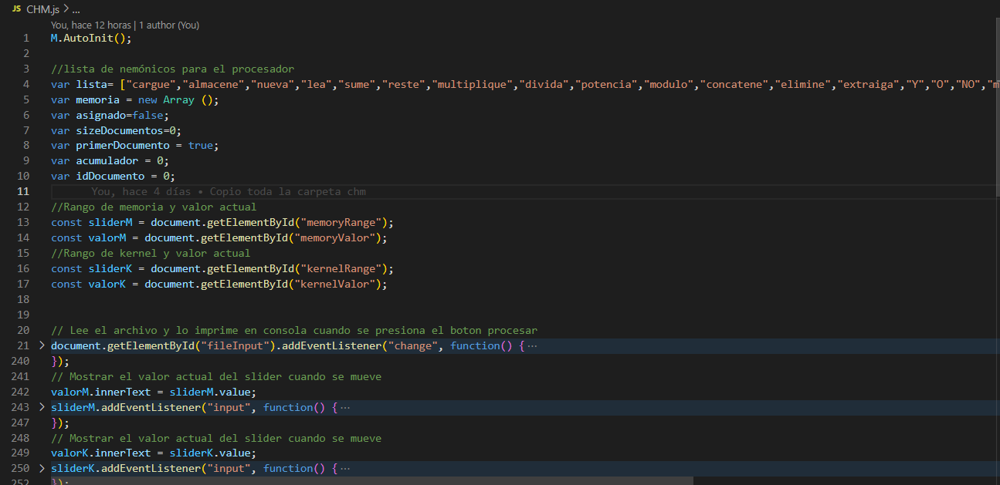 JS CHM.js > ...
You, hace 12 horas | 1 author (You)
1 M.AutoInit();
2
3 //lista de nemónicos para el procesador
4 var lista= ["cargue","almacene","nueva","lea","sume","reste","multiplique","divida","potencia","modulo","concatene","elimine","extraiga","Y","O","NO","m
5 var memoria = new Array ();
6 var asignado=false;
7 var sizeDocumentos=0;
8 var primerDocumento = true;
9 var acumulador = 0;
10 var idDocumento = 0;
11 You, hace 4 días • Copio toda la carpeta chm
12 //Rango de memoria y valor actual
13 const sliderM = document.getElementById("memoryRange");
14 const valorM = document.getElementById("memoryValor");
15 //Rango de kernel y valor actual
16 const sliderK = document.getElementById("kernelRange");
17 const valorK = document.getElementById("kernelValor");
18
19
20 // Lee el archivo y lo imprime en consola cuando se presiona el boton procesar
21 > document.getElementById("fileInput").addEventListener("change", function() {···
240 });
241 // Mostrar el valor actual del slider cuando se mueve
242 valorM.innerText = sliderM.value;
243 > sliderM.addEventListener("input", function() {···
247 });
248 // Mostrar el valor actual del slider cuando se mueve
249 valorK.innerText = sliderK.value;
250 > sliderK.addEventListener("input", function() {···
252 });